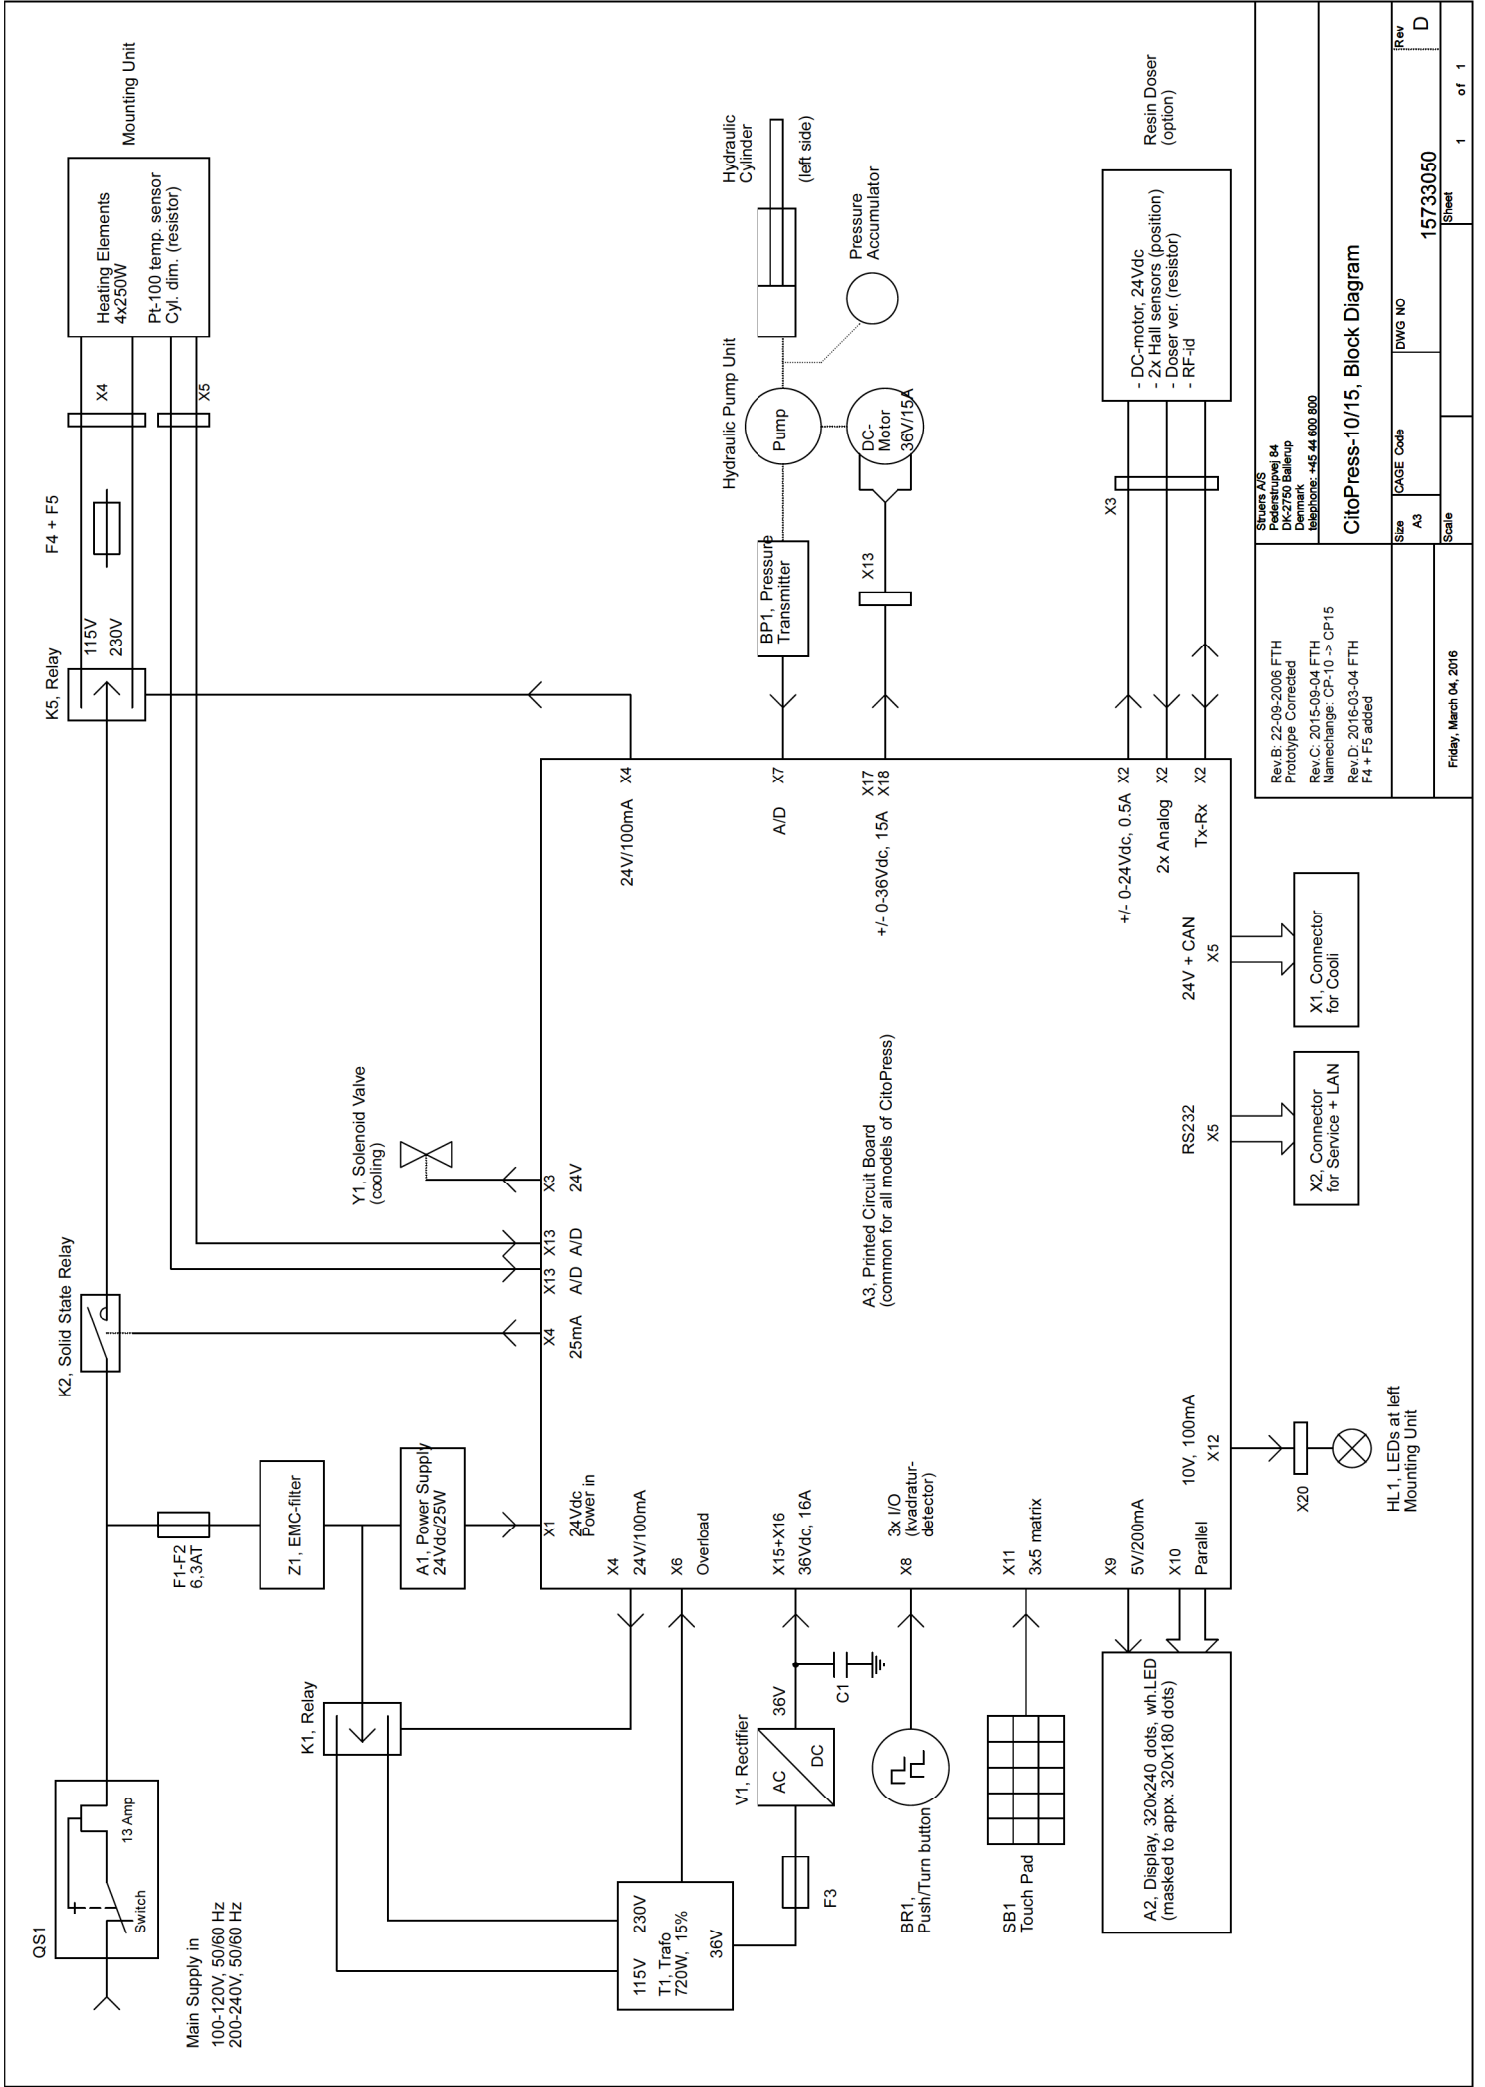 QS1
Switch
13 Amp
Main Supply in
100-120V, 50/60 Hz
200-240V, 50/60 Hz
F1-F2
6,3AT
Z1, EMC-filter
K1, Relay
A1, Power Supply
24Vdc/25W
K2, Solid State Relay
Y1, Solenoid Valve
(cooling)
K5, Relay
115V
230V
F4 + F5
X4
X5
Heating Elements
4x250W
Pt-100 temp. sensor
Cyl. dim. (resistor)
Mounting Unit
X1
24Vdc
Power in
X4
25mA
X13
A/D
X13
A/D
X3
24V
X4
24V/100mA
X6
Overload
X15+X16
36Vdc, 16A
X8
3x I/O
(kvadratur-
detector)
X11
3x5 matrix
X9
5V/200mA
X10
Parallel
115V
230V
T1, Trafo
720W, 15%
36V
F3
V1, Rectifier
AC
DC
36V
C1
BR1,
Push/Turn button
SB1
Touch Pad
A2, Display, 320x240 dots, wh.LED
(masked to appx. 320x180 dots)
A3, Printed Circuit Board
(common for all models of CitoPress)
24V/100mA
X4
A/D
X7
+/- 0-36Vdc, 15A
X17
X18
+/- 0-24Vdc, 0.5A
X2
2x Analog
X2
Tx-Rx
X2
BP1, Pressure
Transmitter
X13
Hydraulic Pump Unit
Pump
DC-
Motor
36V/15A
Hydraulic
Cylinder
(left side)
Pressure
Accumulator
X3
- DC-motor, 24Vdc
- 2x Hall sensors (position)
- Doser ver. (resistor)
- RF-id
Resin Doser
(option)
10V, 100mA
X12
X20
HL1, LEDs at left
Mounting Unit
RS232
X5
X2, Connector
for Service + LAN
24V + CAN
X5
X1, Connector
for Cooli
Rev.B: 22-09-2006 FTH
Prototype Corrected
Rev.C: 2015-09-04 FTH
Namechange: CP-10 -> CP15
Rev.D: 2016-03-04 FTH
F4 + F5 added
Friday, March 04, 2016
Struers A/S
Pederstrupvej 84
DK-2750 Ballerup
Denmark
telephone: +45 44 600 800
CitoPress-10/15, Block Diagram
Size
A3
CAGE Code
DWG NO
15733050
Rev
D
Scale
Sheet
1 of 1